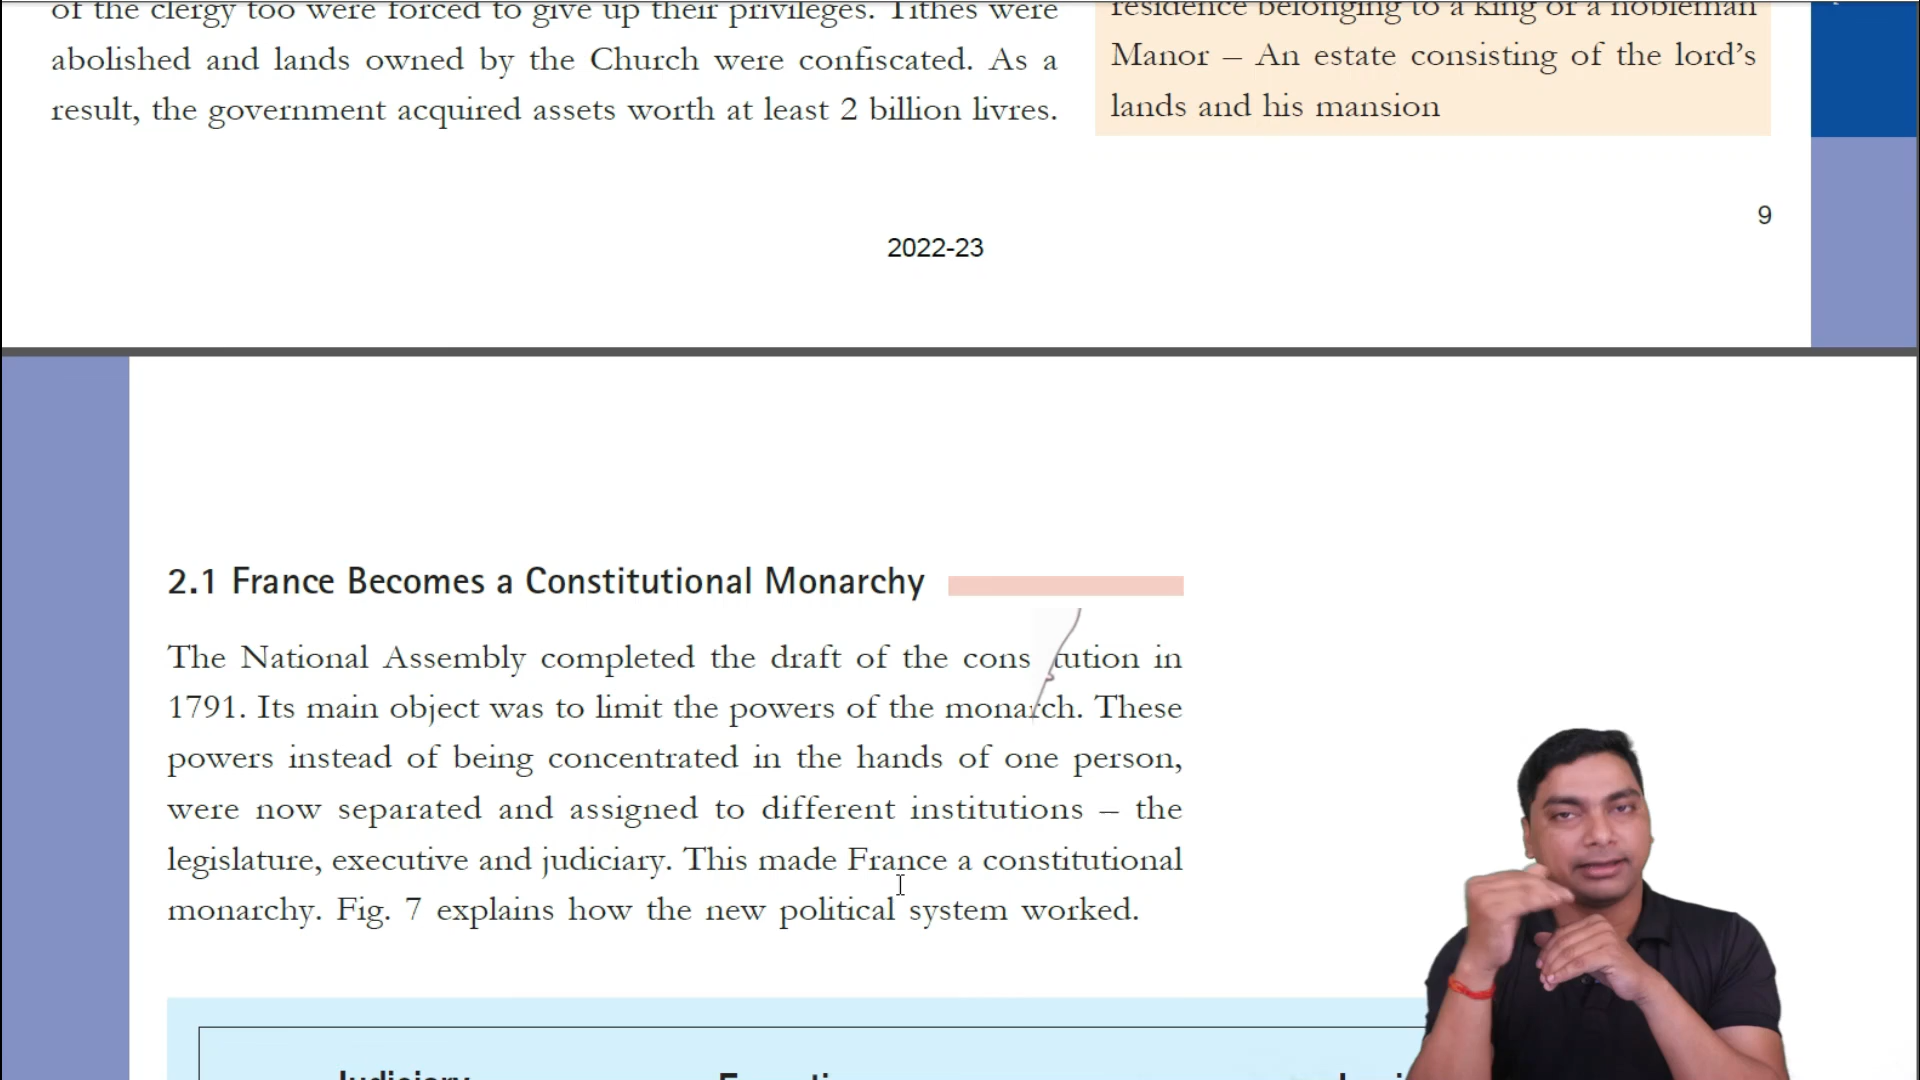 of the clergy too were forced to give up their privileges. Tithes were
abolished and lands owned by the Church were confiscated. As a
result, the government acquired assets worth at least 2 billion livres.
residence belonging to a king or a nobleman
Manor – An estate consisting of the lord’s
lands and his mansion
9
2022-23
2.1 France Becomes a Constitutional Monarchy
The National Assembly completed the draft of the cons tution in
1791. Its main object was to limit the powers of the monarch. These
powers instead of being concentrated in the hands of one person,
were now separated and assigned to different institutions – the
legislature, executive and judiciary. This made France a constitutional
monarchy. Fig. 7 explains how the new political system worked.
Judiciary